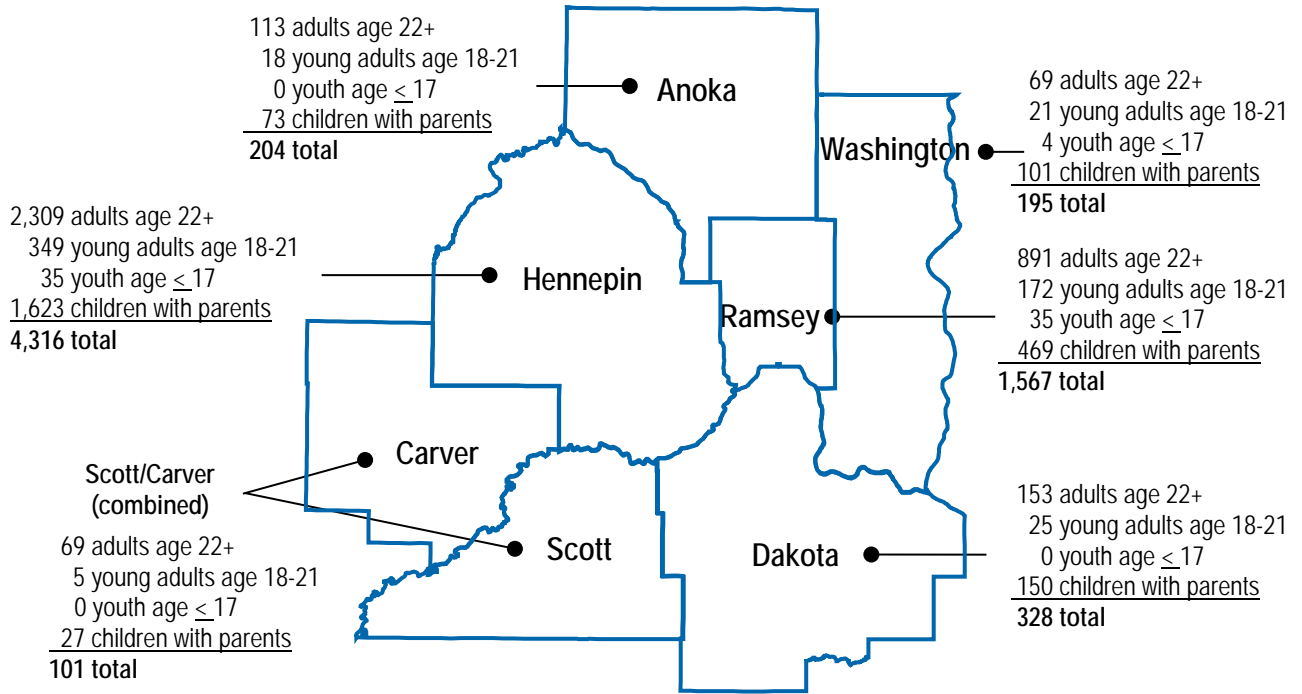 113 adults age 22+
18 young adults age 18-21
0 youth age < 17
73 children with parents
204 total
Anoka
69 adults age 22+
21 young adults age 18-21
4 youth age < 17
101 children with parents
195 total
Washington
2,309 adults age 22+
349 young adults age 18-21
35 youth age < 17
1,623 children with parents
4,316 total
Hennepin
891 adults age 22+
172 young adults age 18-21
35 youth age < 17
469 children with parents
1,567 total
Ramsey
Carver
Scott/Carver
(combined)
69 adults age 22+
5 young adults age 18-21
0 youth age < 17
27 children with parents
101 total
Scott
Dakota
153 adults age 22+
25 young adults age 18-21
0 youth age < 17
150 children with parents
328 total